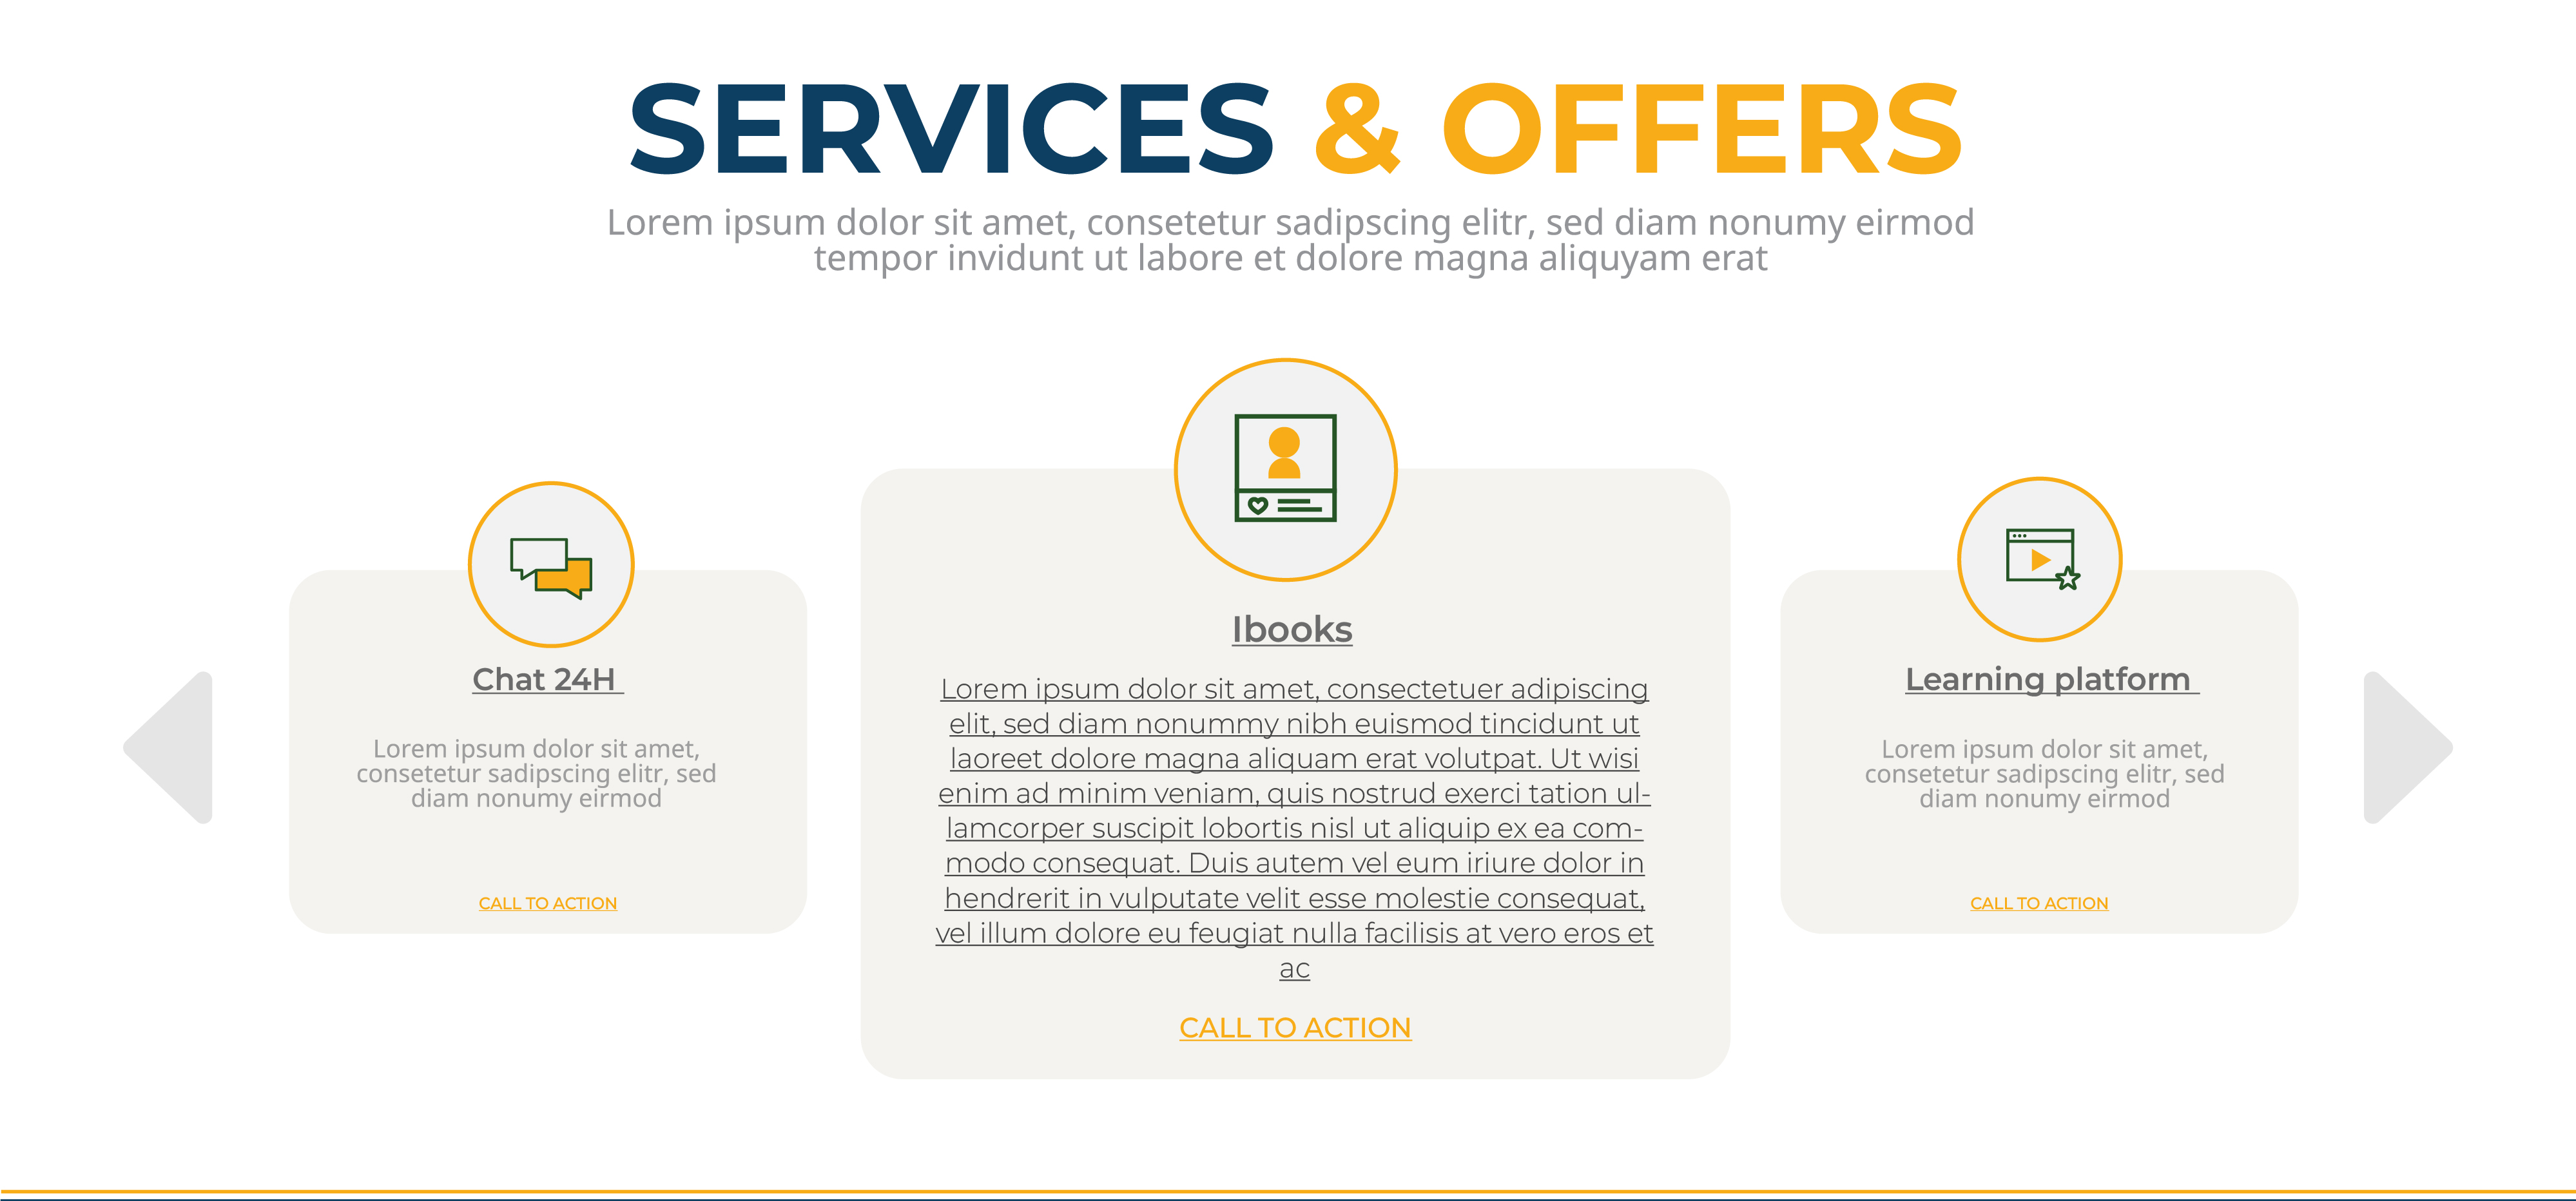 SERVICES & OFFERS
Lorem ipsum dolor sit amet, consetetur sadipscing elitr, sed diam nonumy eirmod
tempor invidunt ut labore et dolore magna aliquyam erat
Chat 24H
Lorem ipsum dolor sit amet,
consetetur sadipscing elitr, sed
diam nonumy eirmod
CALL TO ACTION
Ibooks
Lorem ipsum dolor sit amet, consectetuer adipiscing
elit, sed diam nonummy nibh euismod tincidunt ut
laoreet dolore magna aliquam erat volutpat. Ut wisi
enim ad minim veniam, quis nostrud exerci tation ul-
lamcorper suscipit lobortis nisl ut aliquip ex ea com-
modo consequat. Duis autem vel eum iriure dolor in
hendrerit in vulputate velit esse molestie consequat,
vel illum dolore eu feugiat nulla facilisis at vero eros et
ac
CALL TO ACTION
Learning platform
Lorem ipsum dolor sit amet,
consetetur sadipscing elitr, sed
diam nonumy eirmod
CALL TO ACTION